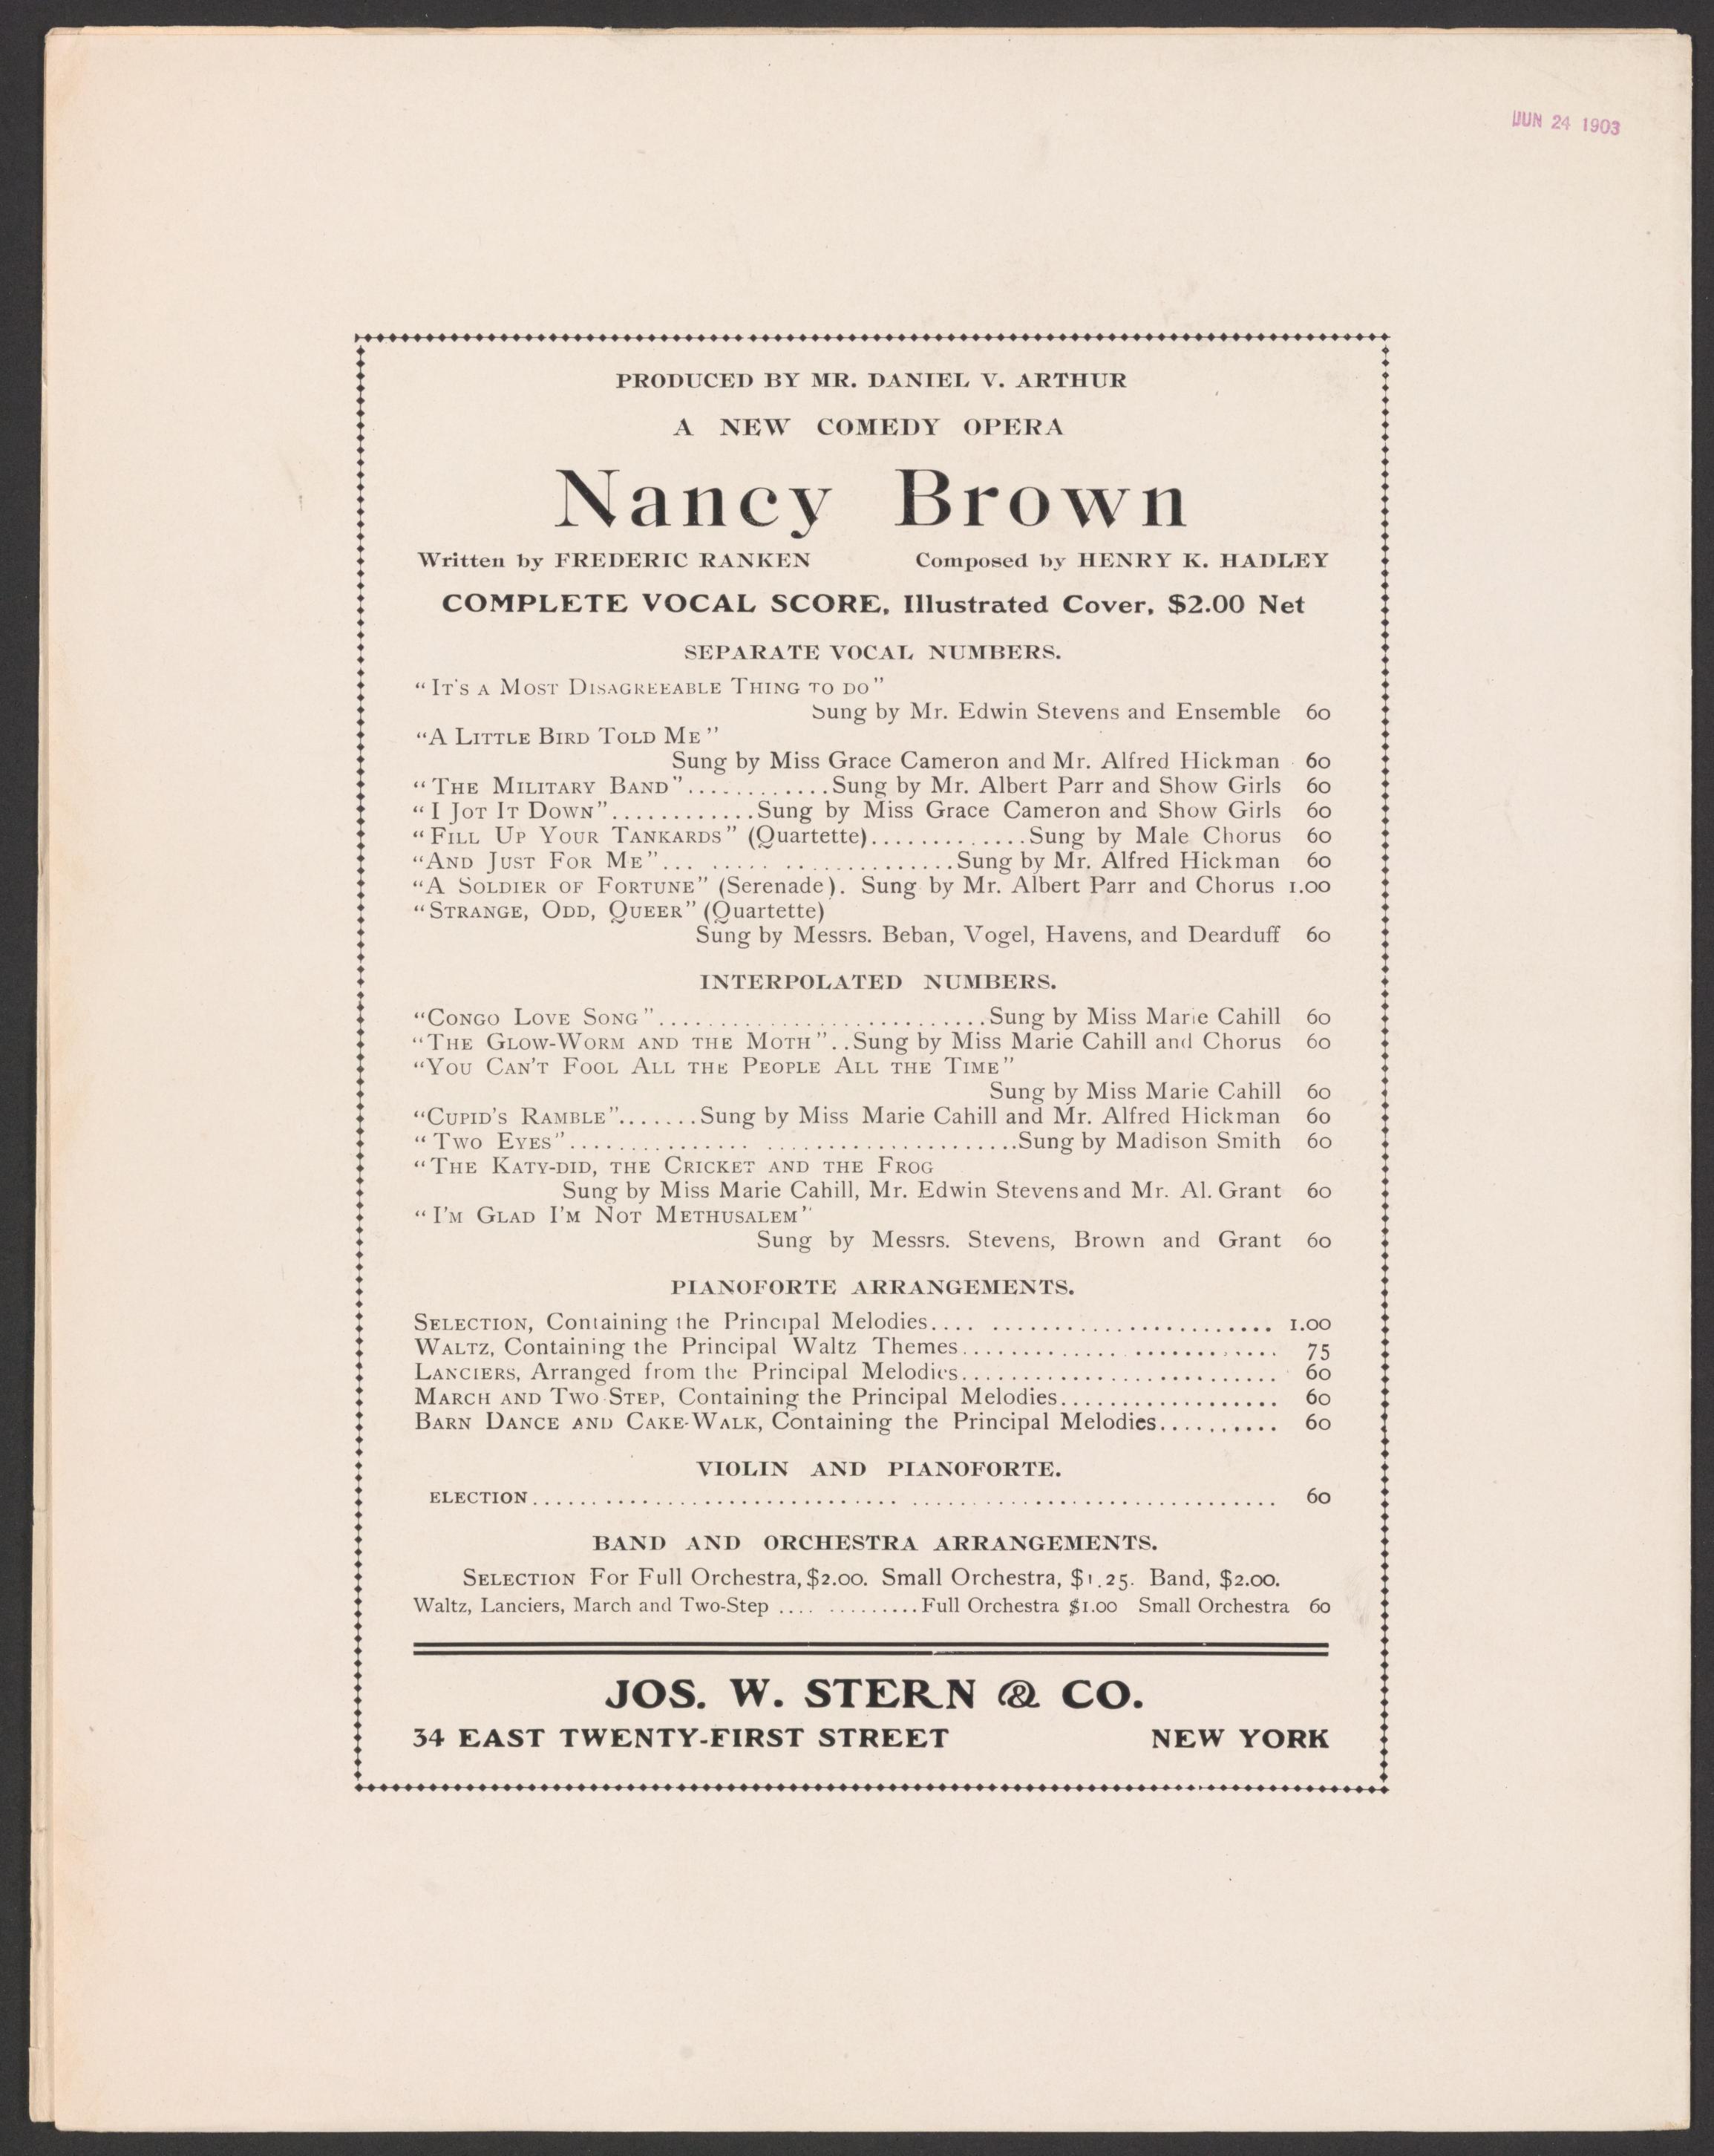 JUN 24 1903
PRODUCED BY MR. DANIEL V. ARTHUR
A NEW COMEDY OPERA
Nancy Brown
Written by FREDERIC RANKEN Composed by HENRY K. HADLEY
COMPLETE VOCAL SCORE, Illustrated Cover, $2.00 Net
SEPARATE VOCAL NUMBERS.
"IT'S A MOST DISAGREEABLE THING TO DO"
Sung by Mr. Edwin Stevens and Ensemble 60
"A LITTLE BIRD TOLD ME"
Sung by Miss Grace Cameron and Mr. Alfred Hickman 60
"THE MILITARY BAND"............Sung by Mr. Albert Parr and Show Girls 60
"I JOT IT DOWN"............Sung by Miss Grace Cameron and Show Girls 60
"FILL UP YOUR TANKARDS" (Quartette).............Sung by Male Chorus 60
"AND JUST FOR ME"... ..... .....................Sung by Mr. Alfred Hickman 60
"A SOLDIER OF FORTUNE" (Serenade). Sung by Mr. Albert Parr and Chorus 1.00
"STRANGE, ODD, QUEER" (Quartette)
Sung by Messrs. Beban, Vogel, Havens, and Dearduff 60
INTERPOLATED NUMBERS.
"CONGO LOVE SONG"...........................Sung by Miss Marie Cahill 60
"THE GLOW-WORM AND THE MOTH"..Sung by Miss Marie Cahill and Chorus 60
"YOU CAN'T FOOL ALL THE PEOPLE ALL THE TIME"
Sung by Miss Marie Cahill 60
"CUPID'S RAMBLE".......Sung by Miss Marie Cahill and Mr. Alfred Hickman 60
"TWO EYES"............... .....................Sung by Madison Smith 60
"THE KATY-DID, THE CRICKET AND THE FROG
Sung by Miss Marie Cahill, Mr. Edwin Stevens and Mr. Al. Grant 60
"I'M GLAD I'M NOT METHUSALEM"
Sung by Messrs. Stevens, Brown and Grant 60
PIANOFORTE ARRANGEMENTS.
SELECTION, Containing the Principal Melodies.... ....................... 1.00
WALTZ, Containing the Principal Waltz Themes.......................... 75
LANCIERS, Arranged from the Principal Melodies.......................... 60
MARCH AND TWO-STEP, Containing the Principal Melodies.................. 60
BARN DANCE AND CAKE-WALK, Containing the Principal Melodies.......... 60
VIOLIN AND PIANOFORTE.
ELECTION.............................. .............................. 60
BAND AND ORCHESTRA ARRANGEMENTS.
SELECTION For Full Orchestra, $2.00. Small Orchestra, $1.25. Band, $2.00.
Waltz, Lanciers, March and Two-Step .... .........Full Orchestra $1.00 Small Orchestra 60
JOS. W. STERN & CO.
34 EAST TWENTY-FIRST STREET NEW YORK